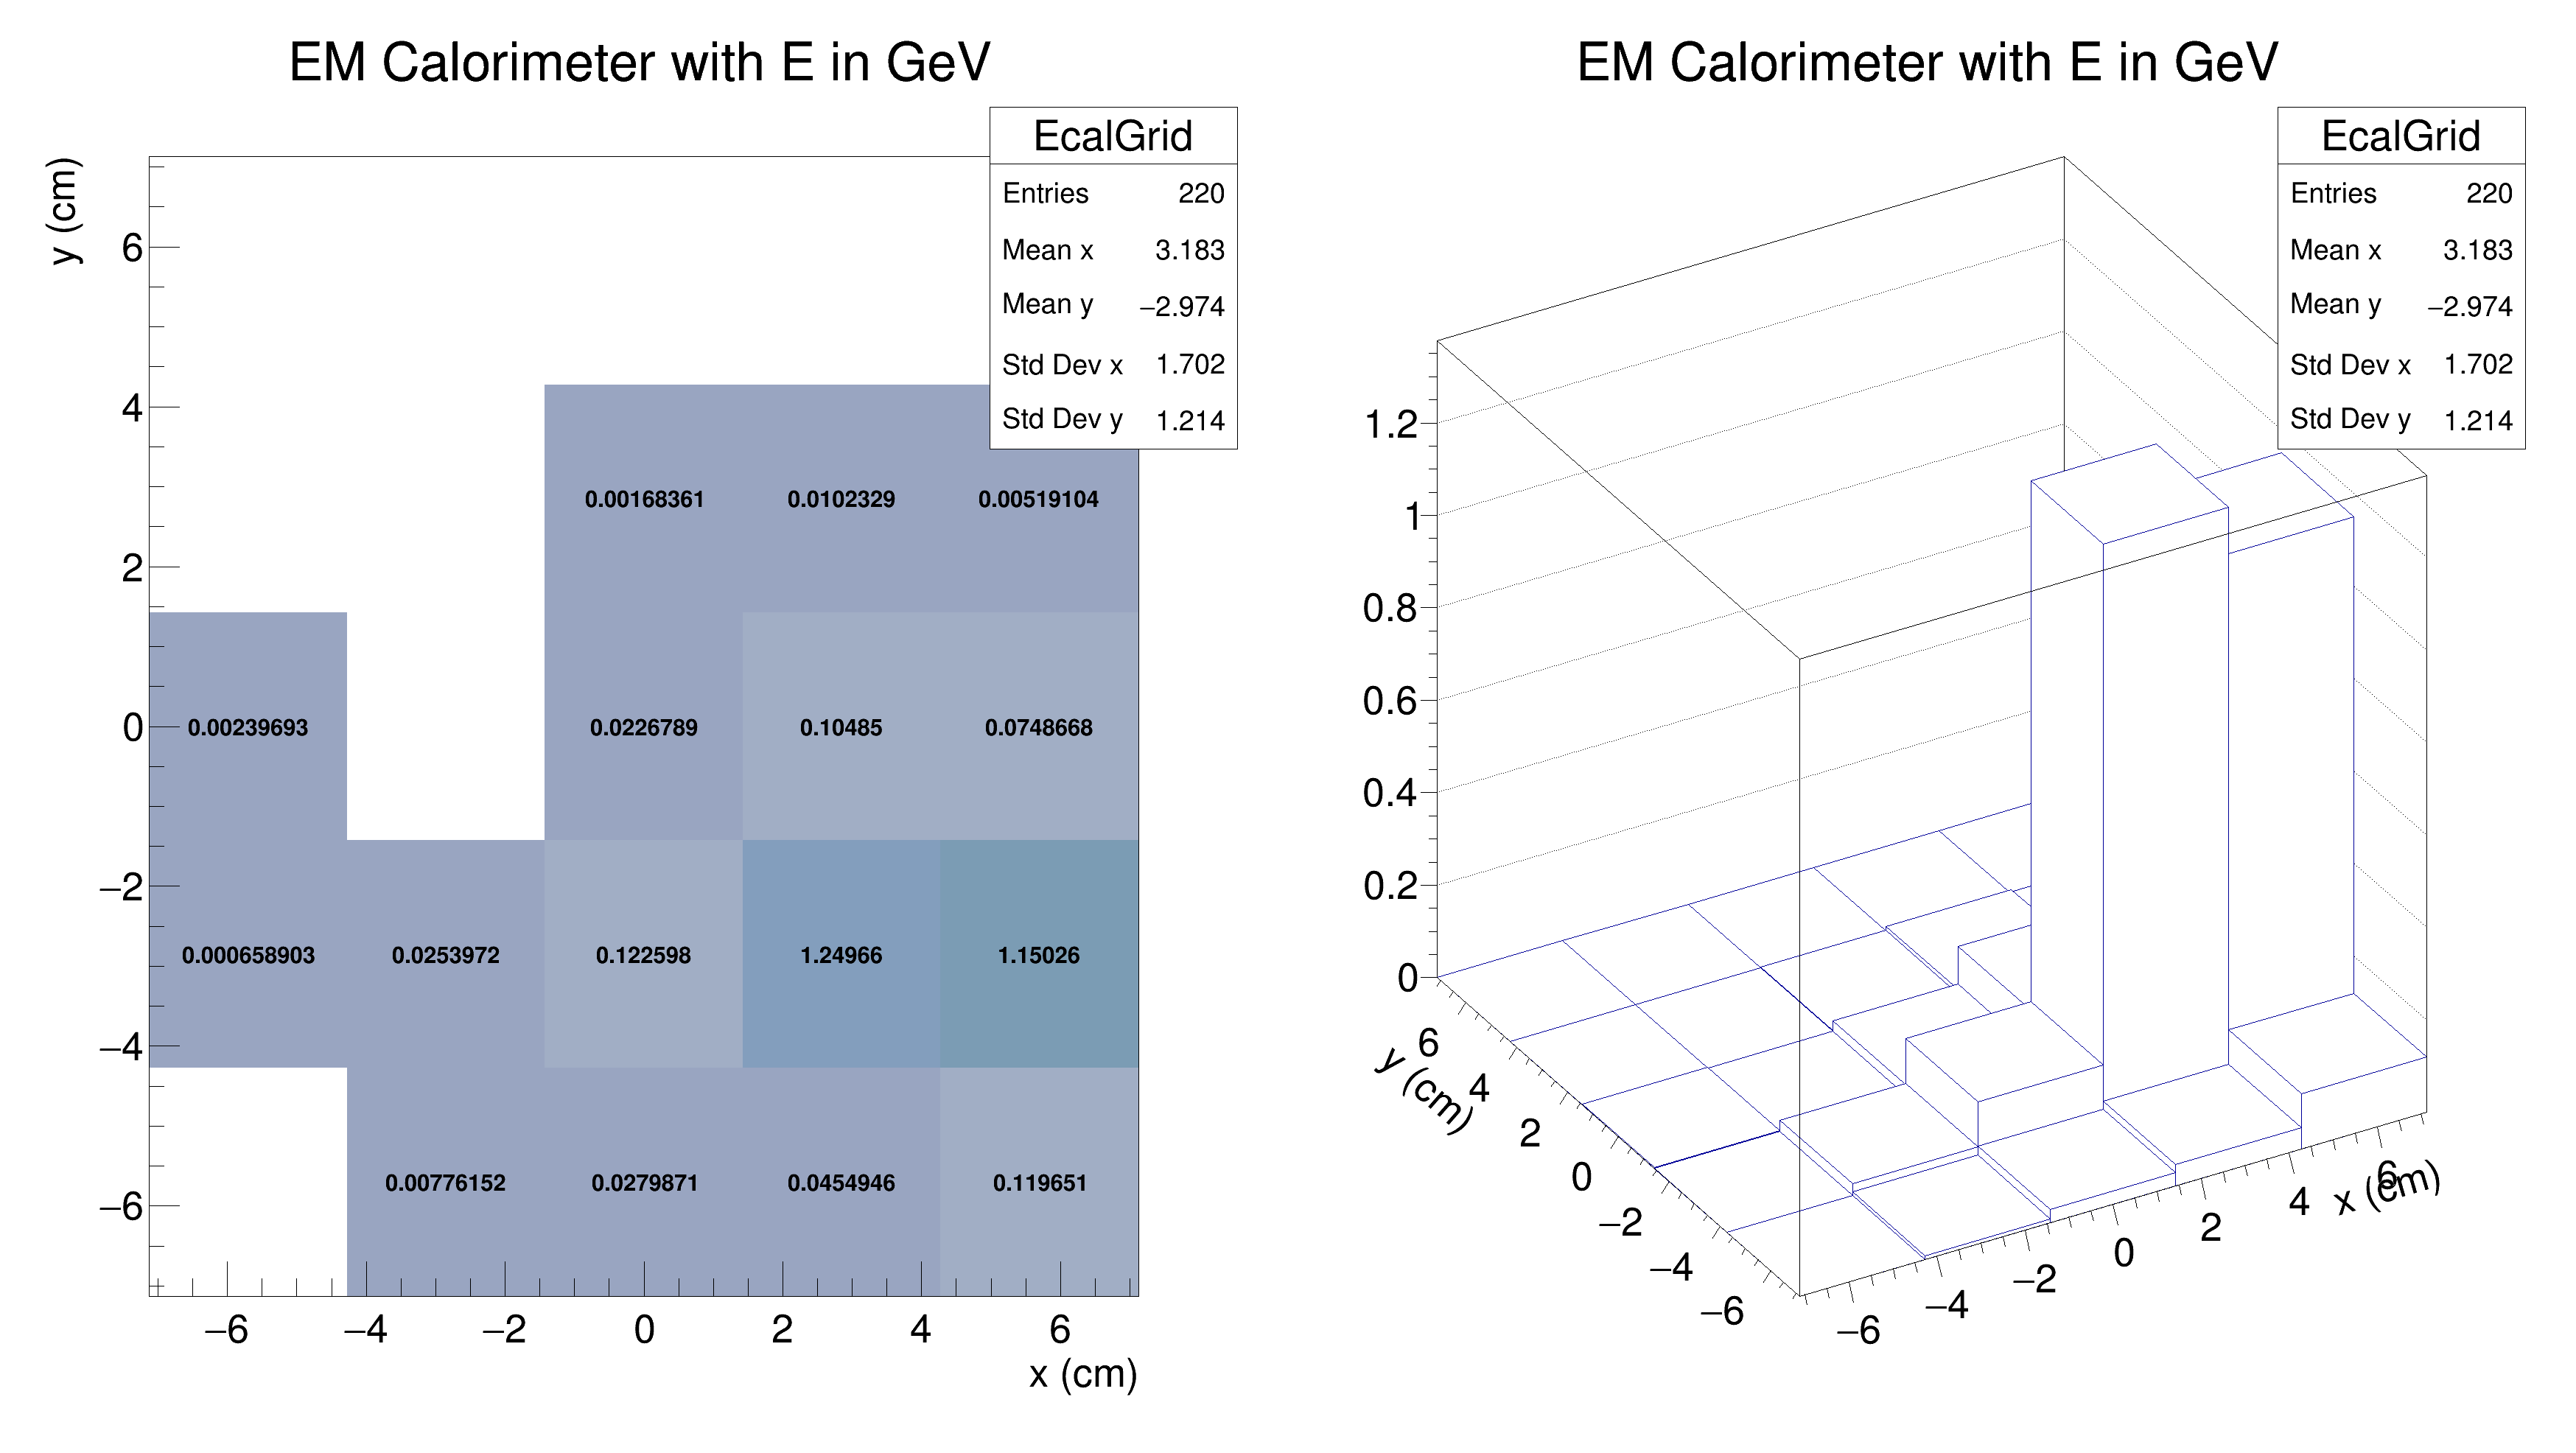 EM Calorimeter with E in GeV
EcalGrid
Entries 220
Mean x 3.183
Mean y −2.974
Std Dev x 1.702
Std Dev y 1.214
y (cm)
6
4
2
0
−2
−4
−6
0.00168361 0.0102329 0.00519104
0.00239693 0.0226789 0.10485 0.0748668
0.000658903 0.0253972 0.122598 1.24966 1.15026
0.00776152 0.0279871 0.0454946 0.119651
−6 −4 −2 0 2 4 6
x (cm)
EM Calorimeter with E in GeV
EcalGrid
Entries 220
Mean x 3.183
Mean y −2.974
Std Dev x 1.702
Std Dev y 1.214
1.2
1
0.8
0.6
0.4
0.2
0
y (cm)
6
4
2
0
−2
−4
−6
−6
−4
−2
0
2
4
6
x (cm)